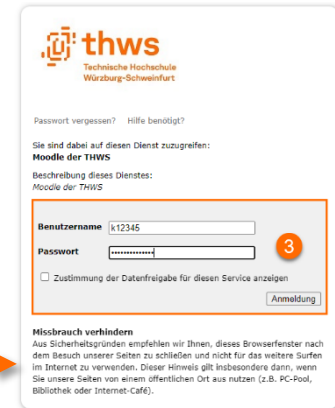 thws
Technische Hochschule
Würzburg-Schweinfurt
Passwort vergessen? Hilfe benötigt?
Sie sind dabei auf diesen Dienst zuzugreifen:
Moodle der THWS
Beschreibung dieses Dienstes:
Moodle der THWS
Benutzername k12345
3
Passwort ••••••••••••••
Zustimmung der Datenfreigabe für diesen Service anzeigen
Anmeldung
Missbrauch verhindern
Aus Sicherheitsgründen empfehlen wir Ihnen, dieses Browserfenster nach
dem Besuch unserer Seiten zu schließen und nicht für das weitere Surfen
im Internet zu verwenden. Dieser Hinweis gilt insbesondere dann, wenn
Sie unsere Seiten von einem öffentlichen Ort aus nutzen (z.B. PC-Pool,
Bibliothek oder Internet-Café).